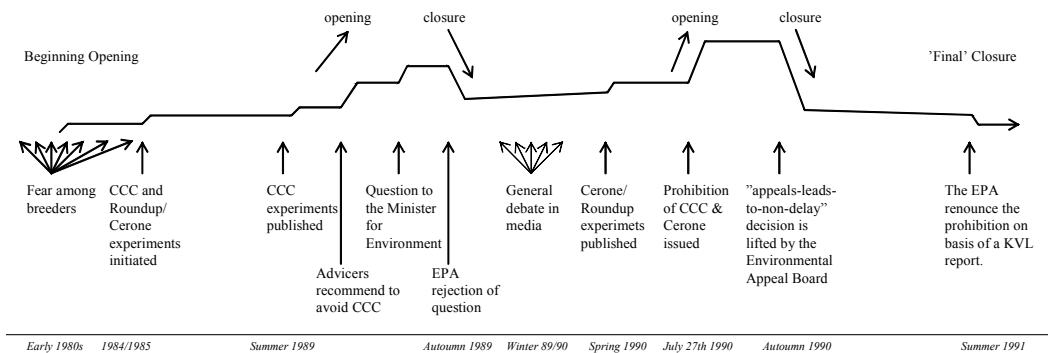 opening
closure
opening
closure
Beginning Opening
’Final’ Closure
Fear among
breeders
CCC and
Roundup/
Cerone
experiments
initiated
CCC
experiments
published
Advicers
recommend to
avoid CCC
Question to
the Minister
for
Environment
EPA
rejection of
question
General
debate in
media
Cerone/
Roundup
experimets
published
Prohibition
of CCC &
Cerone
issued
”appeals-leads-
to-non-delay”
decision is
lifted by the
Environmental
Appeal Board
The EPA
renounce the
prohibition on
basis of a KVL
report.
Early 1980s
1984/1985
Summer 1989
Autoumn 1989
Winter 89/90
Spring 1990
July 27th 1990
Autoumn 1990
Summer 1991